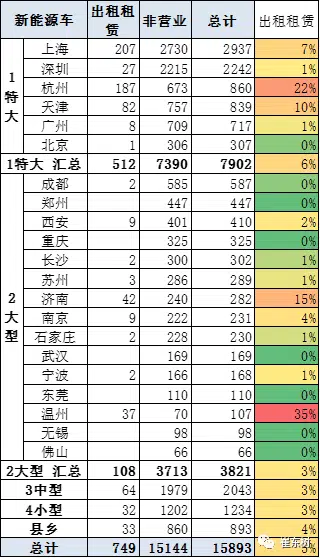 新能源车 出租租赁 非营业 总计 出租租赁
1特大
上海 207 2730 2937 7%
深圳 27 2215 2242 1%
杭州 187 673 860 22%
天津 82 757 839 10%
广州 8 709 717 1%
北京 1 306 307 0%
1特大 汇总 512 7390 7902 6%
2大型
成都 2 585 587 0%
郑州 447 447 0%
西安 9 401 410 2%
重庆 325 325 0%
长沙 2 300 302 1%
苏州 3 286 289 1%
济南 42 240 282 15%
南京 9 222 231 4%
石家庄 2 228 230 1%
武汉 169 169 0%
宁波 2 166 168 1%
东莞 110 110 0%
温州 37 70 107 35%
无锡 98 98 0%
佛山 66 66 0%
2大型 汇总 108 3713 3821 3%
3中型 64 1979 2043 3%
4小型 32 1202 1234 3%
县乡 33 860 893 4%
总计 749 15144 15893 5%
崔东树